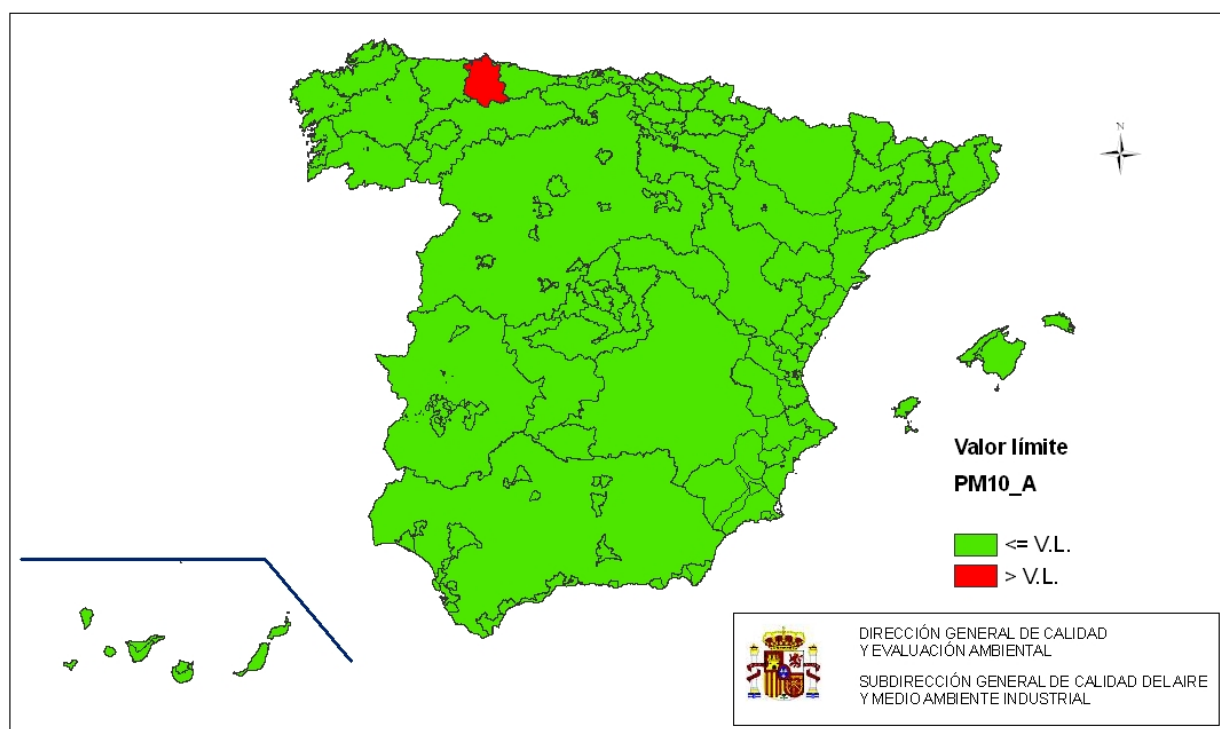 N
Valor límite
PM10_A
<= V.L.
> V.L.
DIRECCIÓN GENERAL DE CALIDAD
Y EVALUACIÓN AMBIENTAL
SUBDIRECCIÓN GENERAL DE CALIDAD DEL AIRE
Y MEDIO AMBIENTE INDUSTRIAL